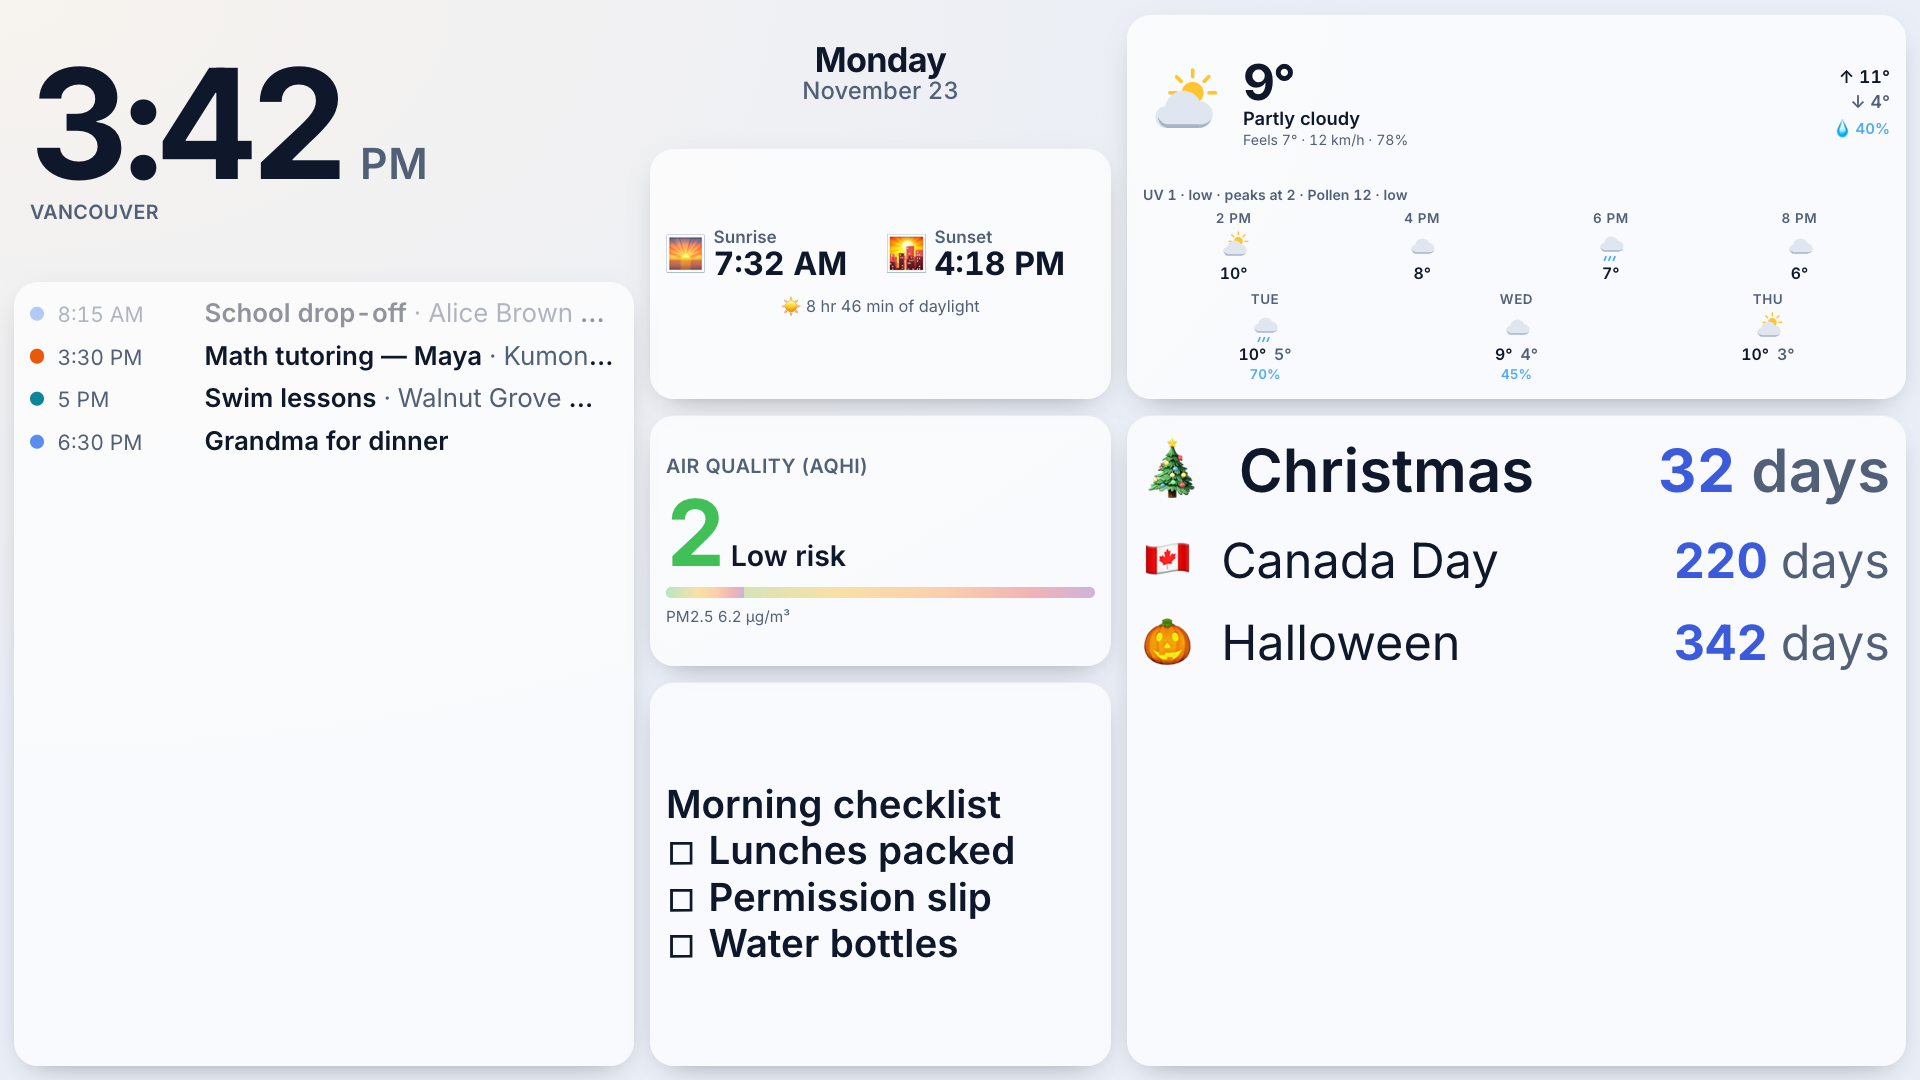 3:42 PM
VANCOUVER
Monday
November 23
8:15 AM School drop-off · Alice Brown ...
3:30 PM Math tutoring — Maya · Kumon...
5 PM Swim lessons · Walnut Grove ...
6:30 PM Grandma for dinner
Sunrise
7:32 AM
Sunset
4:18 PM
8 hr 46 min of daylight
AIR QUALITY (AQHI)
2 Low risk
PM2.5 6.2 µg/m³
Morning checklist
☐ Lunches packed
☐ Permission slip
☐ Water bottles
9°
Partly cloudy
Feels 7° · 12 km/h · 78%
↑ 11°
↓ 4°
40%
UV 1 · low · peaks at 2 · Pollen 12 · low
2 PM 4 PM 6 PM 8 PM
10° 8° 7° 6°
TUE WED THU
10° 5° 9° 4° 10° 3°
70% 45%
Christmas 32 days
Canada Day 220 days
Halloween 342 days